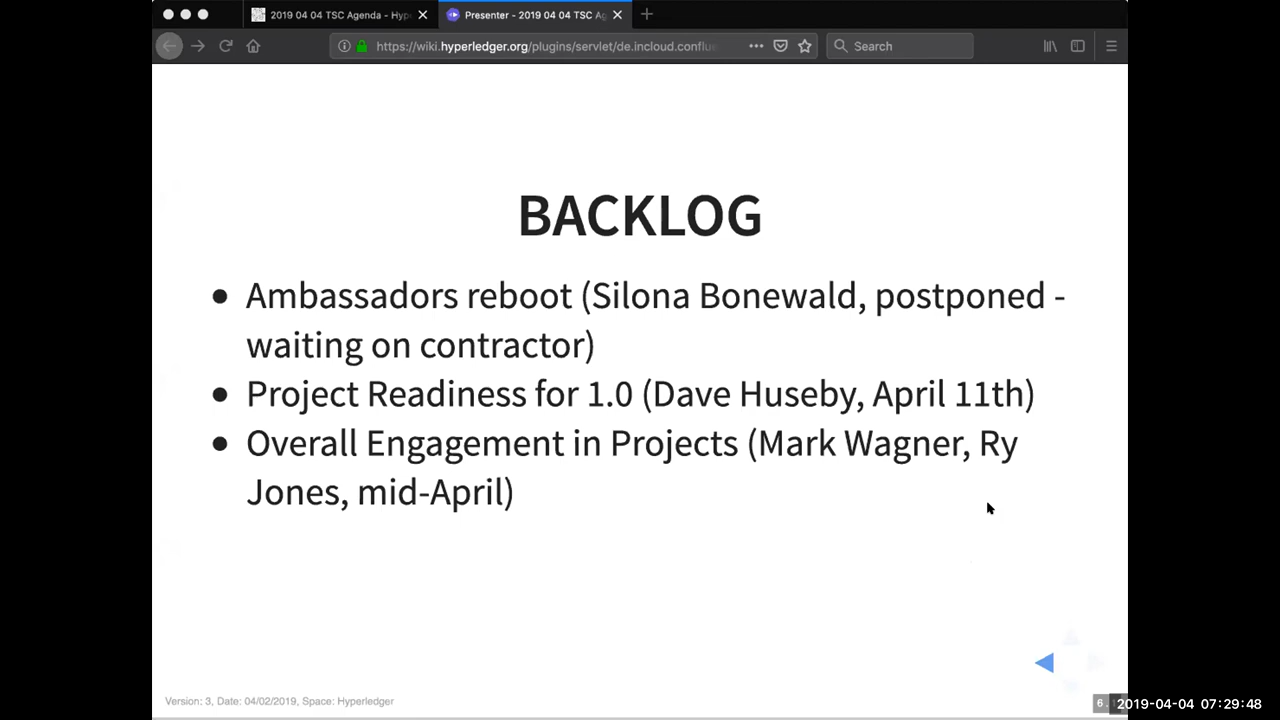 2019 04 04 TSC Agenda - Hype
Presenter - 2019 04 04 TSC Ag
https://wiki.hyperledger.org/plugins/servlet/de.incloud.conflu
Search
BACKLOG
• Ambassadors reboot (Silona Bonewald, postponed -
waiting on contractor)
• Project Readiness for 1.0 (Dave Huseby, April 11th)
• Overall Engagement in Projects (Mark Wagner, Ry
Jones, mid-April)
Version: 3, Date: 04/02/2019, Space: Hyperledger
6
2019-04-04 07:29:48